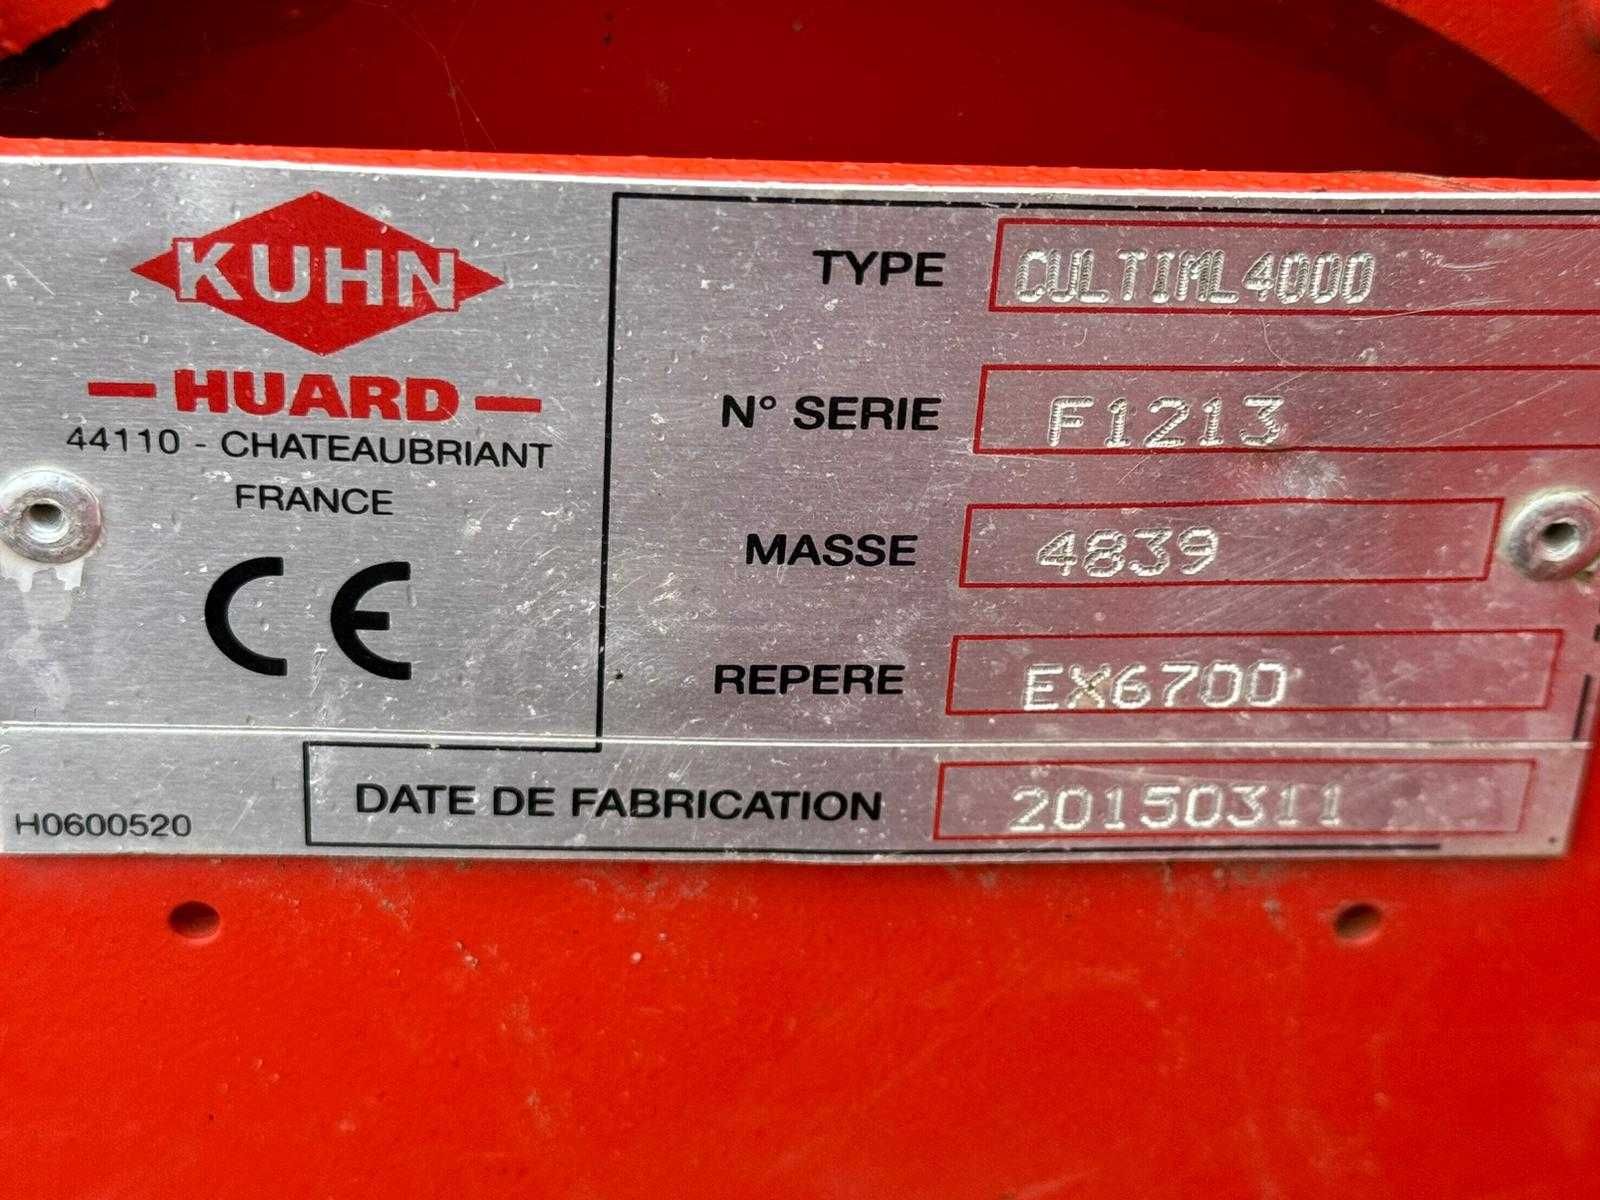 KUHN
HUARD
44110 - CHATEAUBRIANT
FRANCE
CE
TYPE CULTIML4000
N° SERIE F1213
MASSE 4839
REPERE EX6700
DATE DE FABRICATION 20150311
H0600520